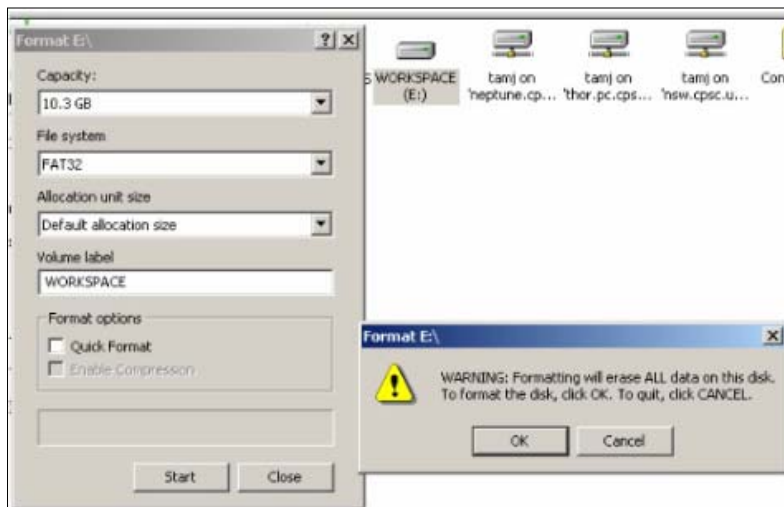 Format E:\
Capacity:
10.3 GB
File system
FAT32
Allocation unit size
Default allocation size
Volume label
WORKSPACE
Format options
Quick Format
Enable Compression
Start
Close
WORKSPACE
(E:)
tamj on
'neptune.cp...
tamj on
'thor.pc.cps...
tamj on
'nsw.cpsc.u...
Con
Format E:\
WARNING: Formatting will erase ALL data on this disk.
To format the disk, click OK. To quit, click CANCEL.
OK
Cancel